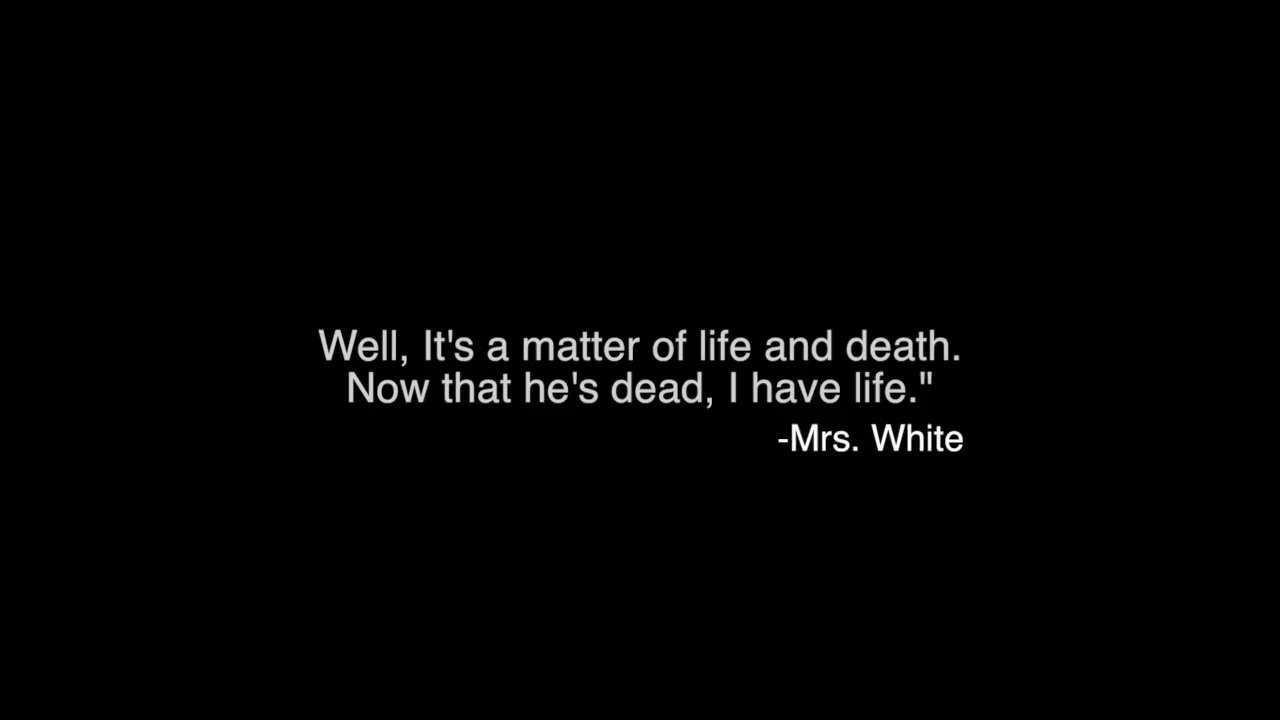 Well, It's a matter of life and death.
Now that he's dead, I have life."
-Mrs. White